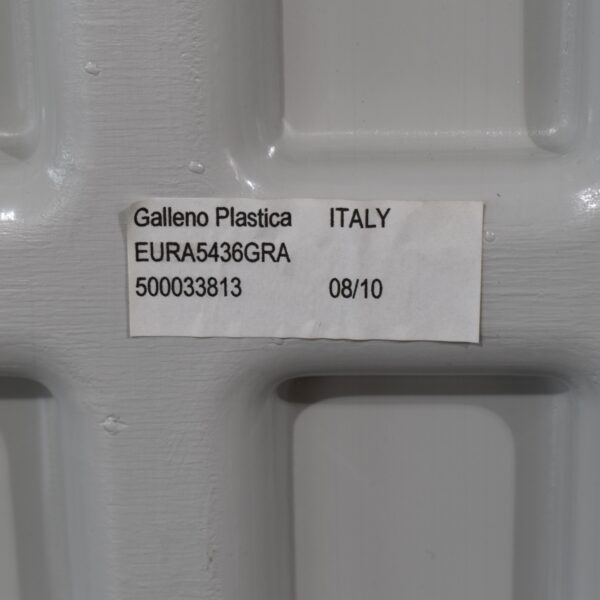 Galleno Plastica ITALY
EURA5436GRA
500033813 08/10